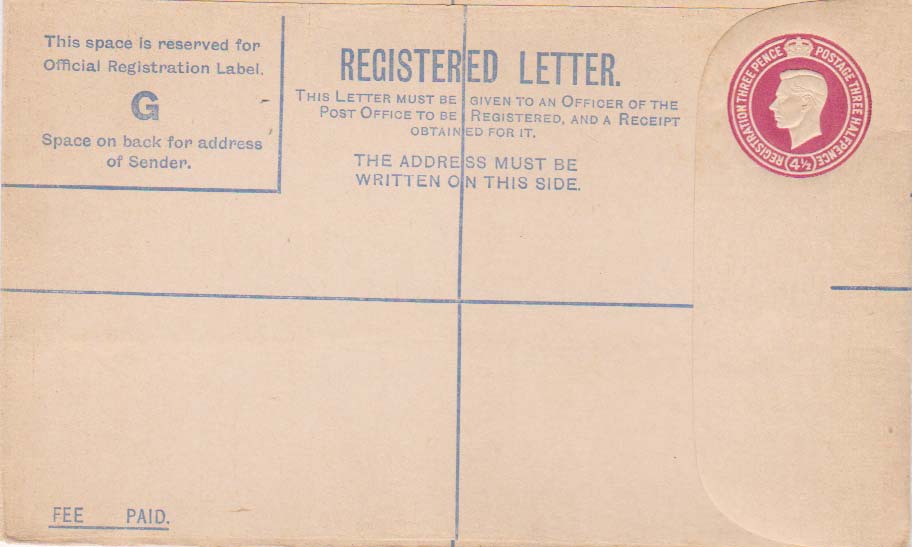 This space is reserved for
Official Registration Label.
G
Space on back for address
of Sender.
REGISTERED LETTER.
THIS LETTER MUST BE GIVEN TO AN OFFICER OF THE
POST OFFICE TO BE REGISTERED, AND A RECEIPT
OBTAINED FOR IT.
THE ADDRESS MUST BE
WRITTEN ON THIS SIDE.
REGISTRATION THREE PENCE
POSTAGE THREE HALFPENCE
4½
FEE PAID.